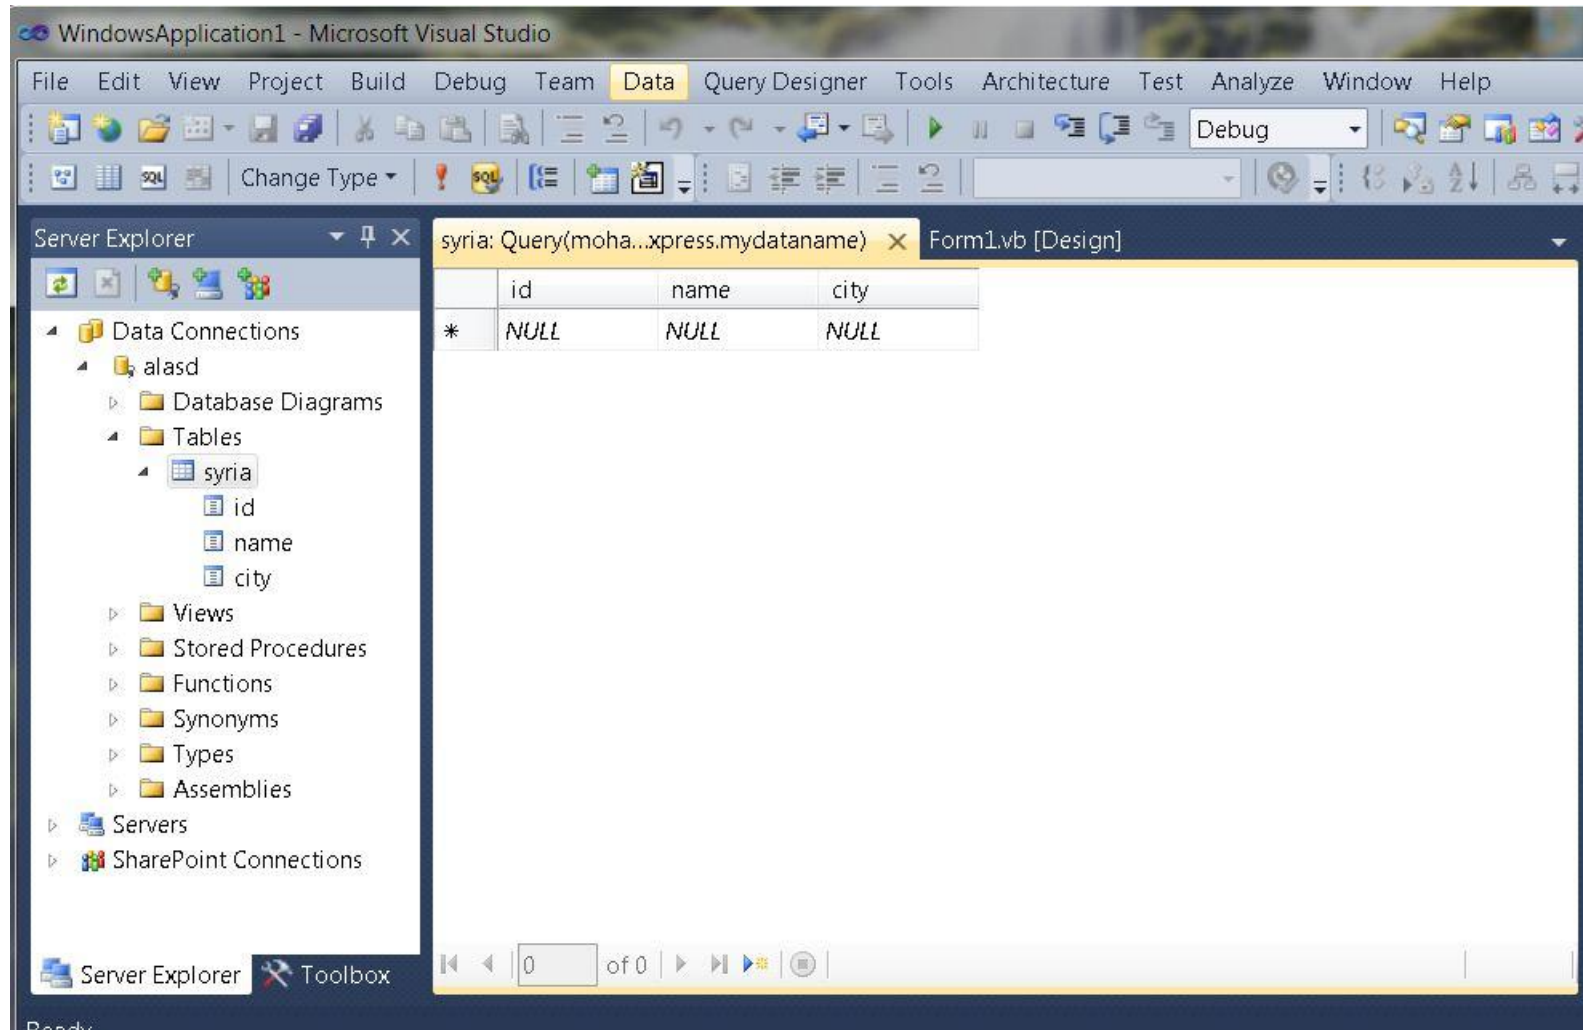 WindowsApplication1 - Microsoft Visual Studio
File Edit View Project Build Debug Team Data Query Designer Tools Architecture Test Analyze Window Help
Debug
SQL Change Type SQL
Server Explorer
Data Connections
alasd
Database Diagrams
Tables
syria
id
name
city
Views
Stored Procedures
Functions
Synonyms
Types
Assemblies
Servers
SharePoint Connections
Server Explorer Toolbox
syria: Query(moha...xpress.mydataname) Form1.vb [Design]
id name city
* NULL NULL NULL
0 of 0
Ready